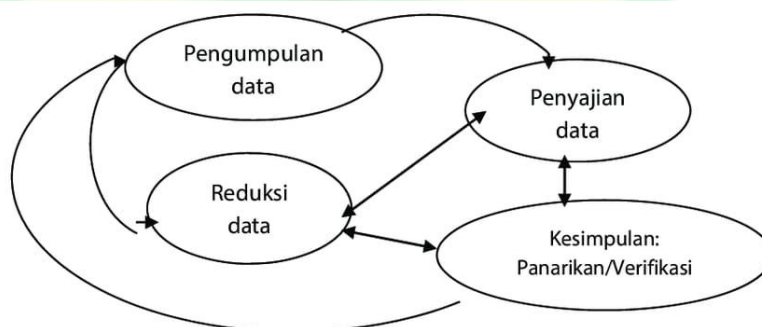 Pengumpulan
data
Penyajian
data
Reduksi
data
Kesimpulan:
Panarikan/Verifikasi